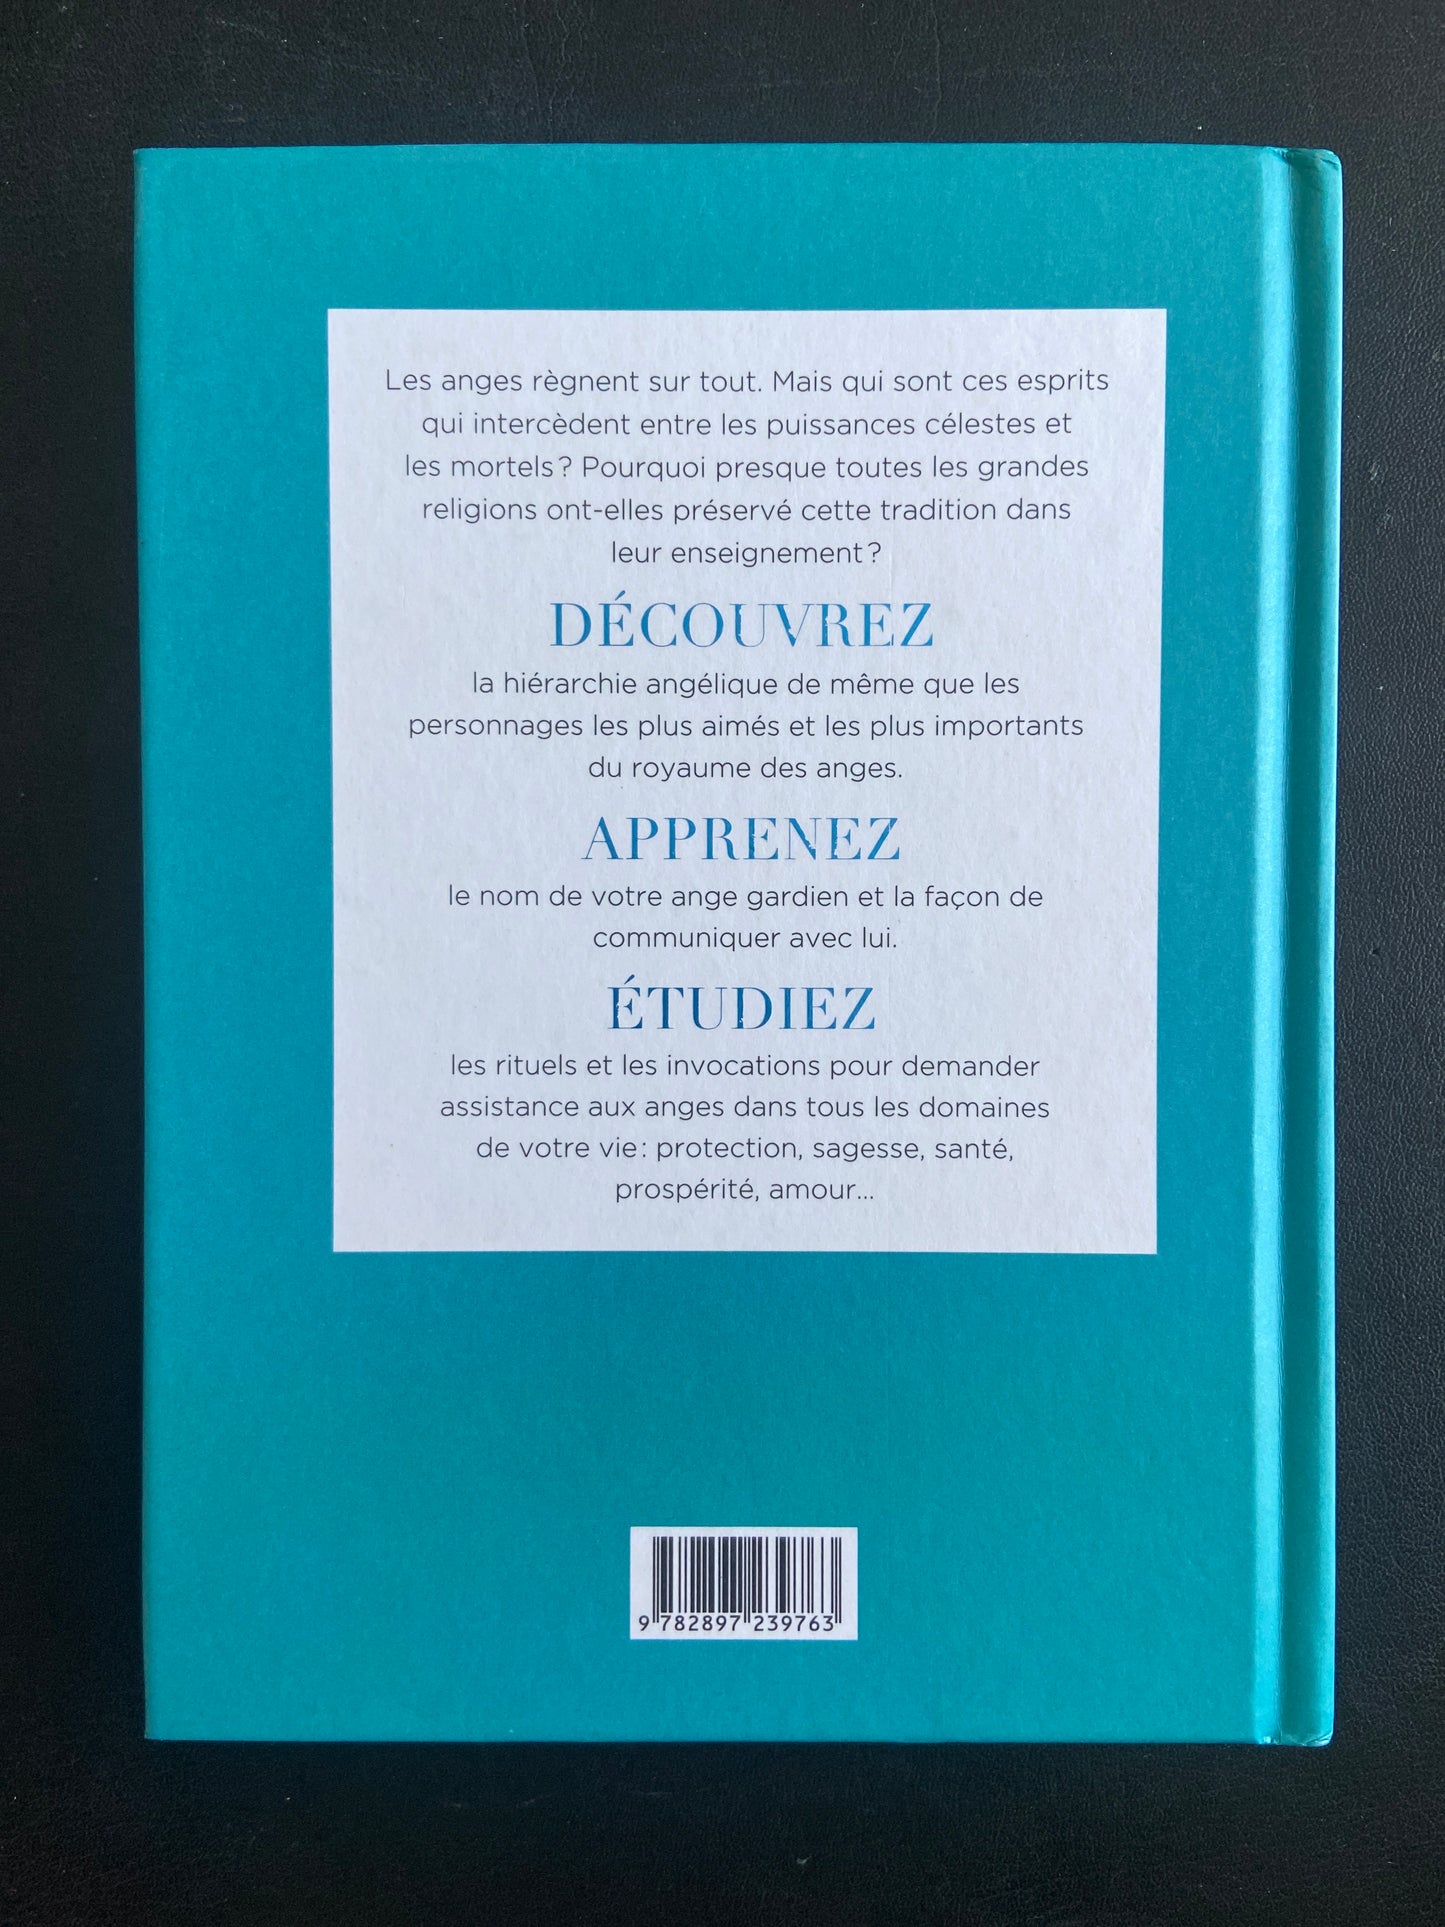 Les anges règnent sur tout. Mais qui sont ces esprits
qui intercèdent entre les puissances célestes et
les mortels ? Pourquoi presque toutes les grandes
religions ont-elles préservé cette tradition dans
leur enseignement ?
DÉCOUVREZ
la hiérarchie angélique de même que les
personnages les plus aimés et les plus importants
du royaume des anges.
APPRENEZ
le nom de votre ange gardien et la façon de
communiquer avec lui.
ÉTUDIEZ
les rituels et les invocations pour demander
assistance aux anges dans tous les domaines
de votre vie : protection, sagesse, santé,
prospérité, amour...
9 782897 239763